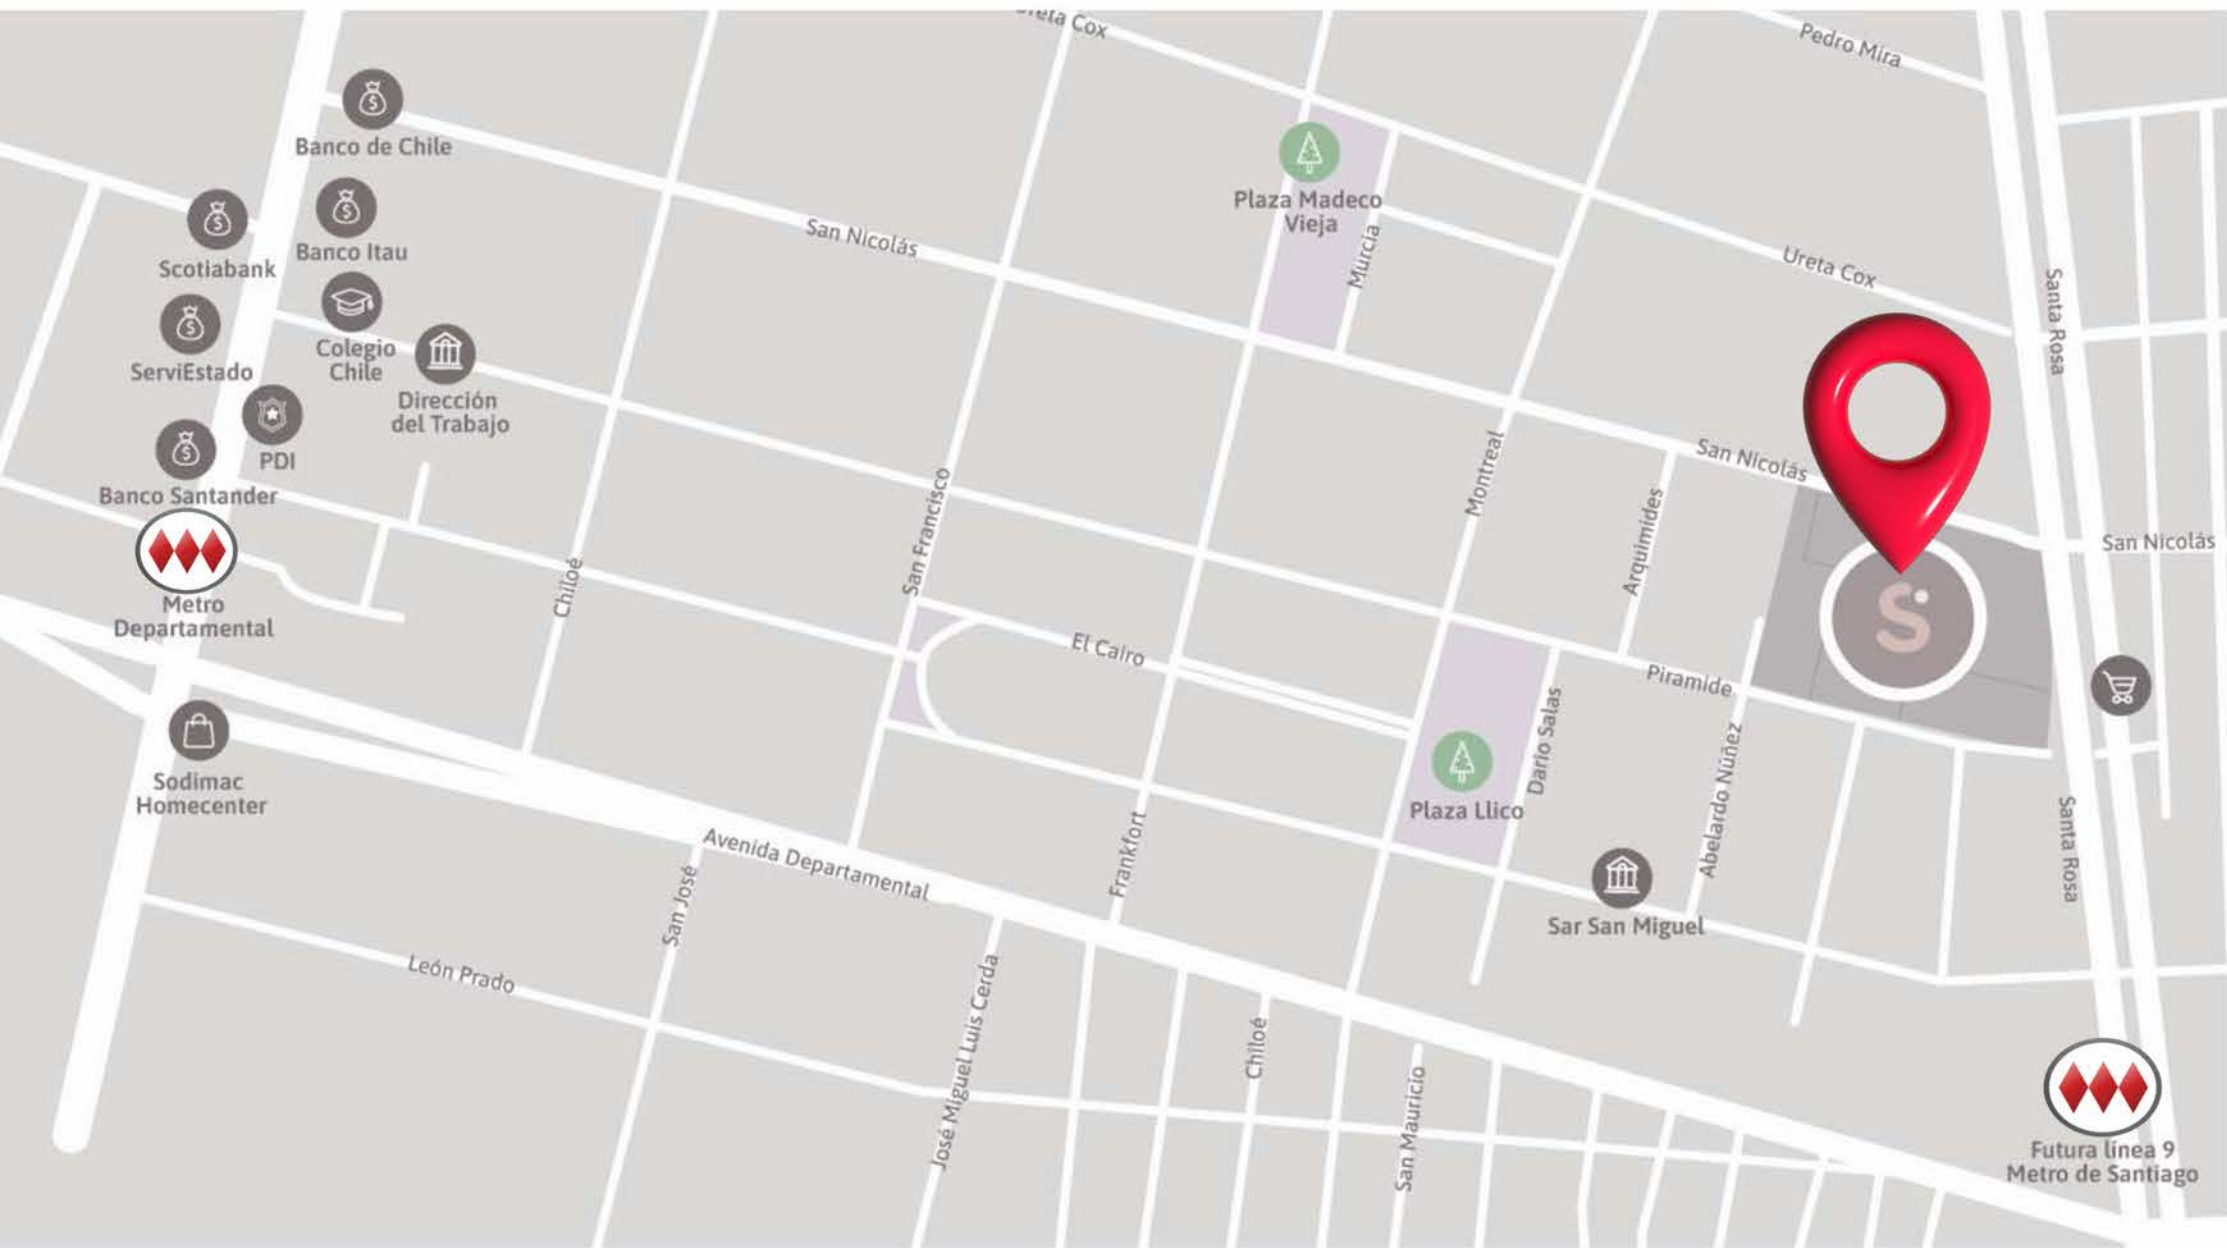 Ureta Cox
Pedro Mira
Banco de Chile
Plaza Madeco
Vieja
San Nicolás
Murcia
Scotiabank
Banco Itau
Ureta Cox
Santa Rosa
ServiEstado
Colegio
Chile
Dirección
del Trabajo
PDI
Banco Santander
San Nicolás
Montreal
Arquimides
San Francisco
San Nicolás
Chiloé
Metro
Departamental
El Cairo
Piramide
S
Dario Salas
Abelardo Núñez
Sodimac
Homecenter
Plaza Llico
Frankfort
Santa Rosa
Avenida Departamental
San José
Sar San Miguel
León Prado
José Miguel Luis Cerda
Chiloé
San Mauricio
Futura línea 9
Metro de Santiago